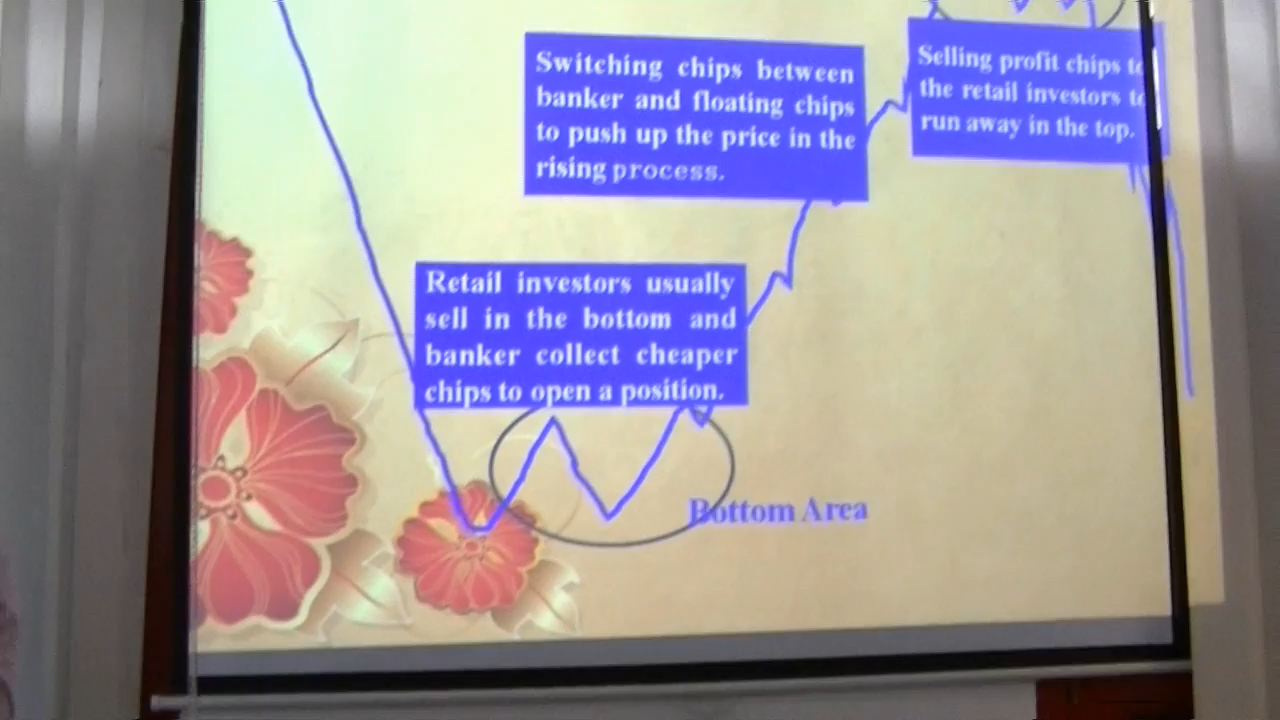 Switching chips between
banker and floating chips
to push up the price in the
rising process.
Selling profit chips to
the retail investors to
run away in the top.
Retail investors usually
sell in the bottom and
banker collect cheaper
chips to open a position.
Bottom Area